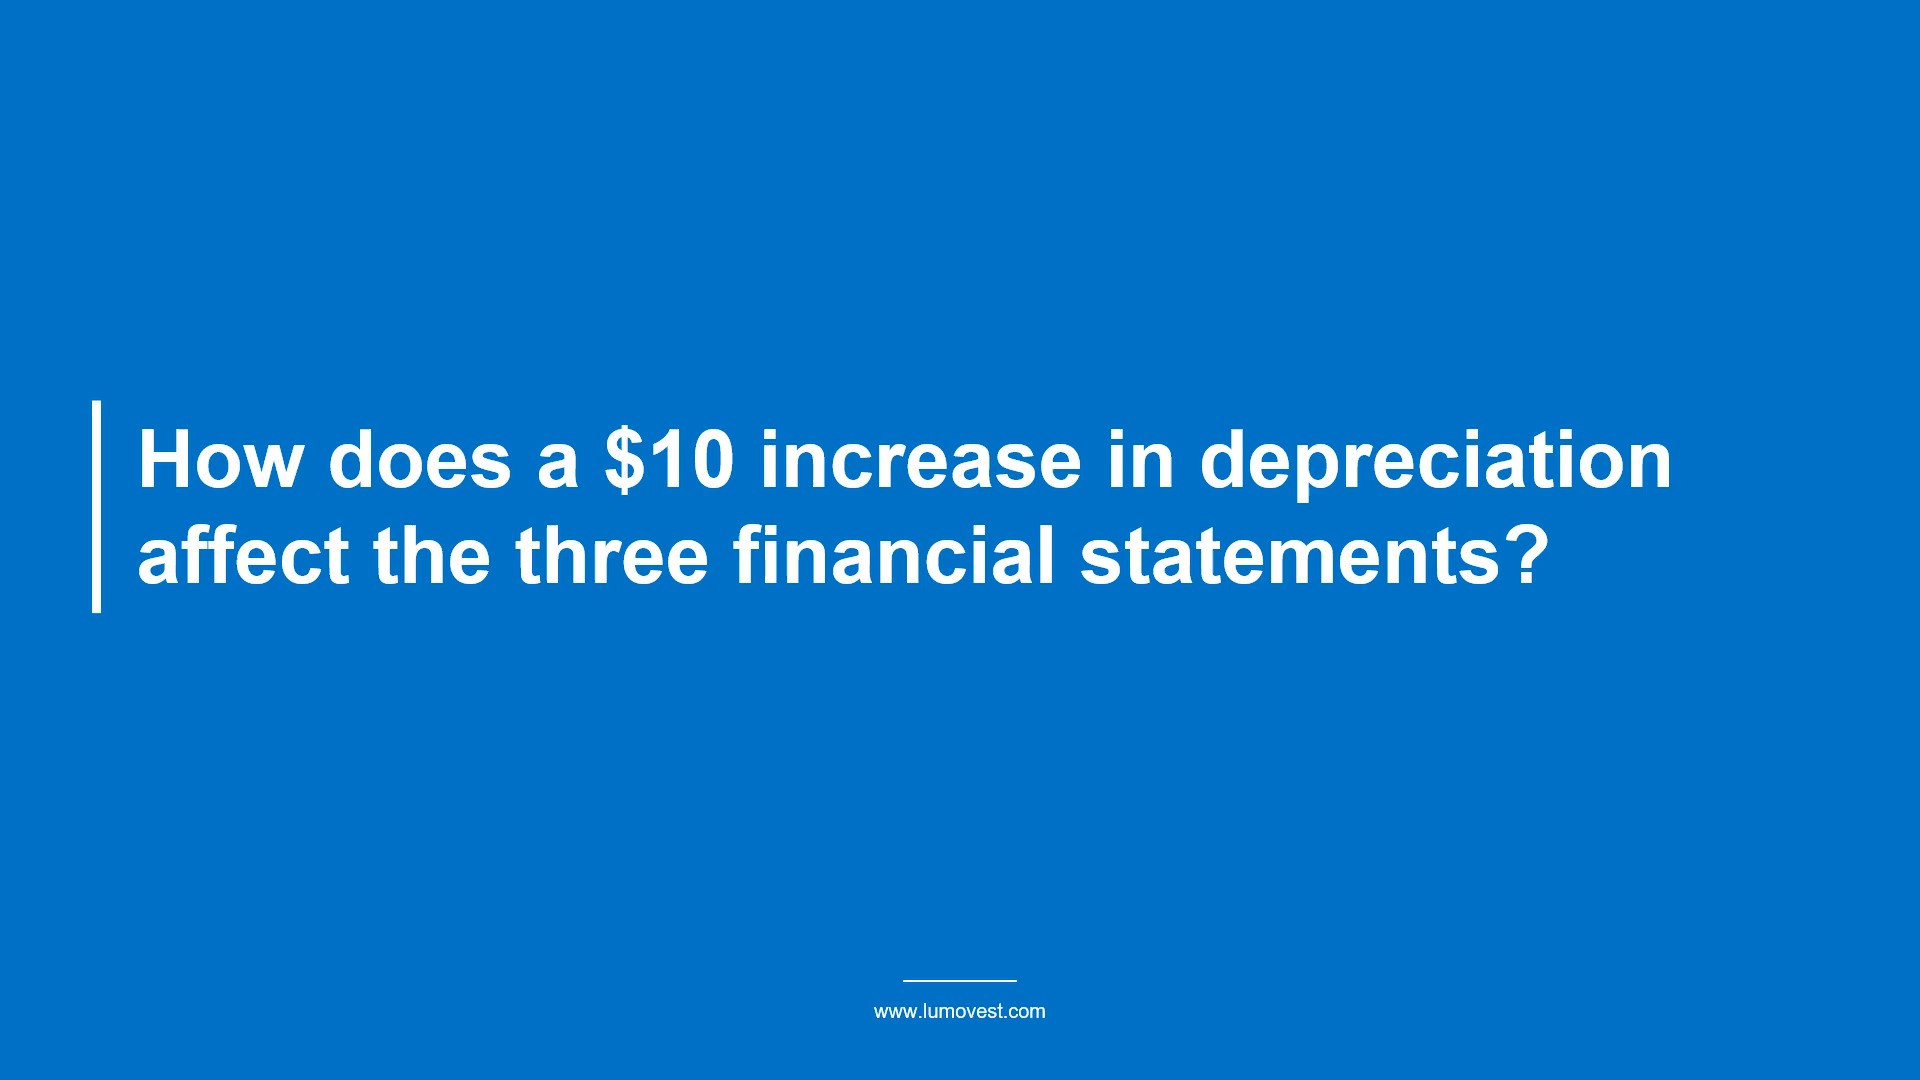 How does a $10 increase in depreciation
affect the three financial statements?
www.lumovest.com